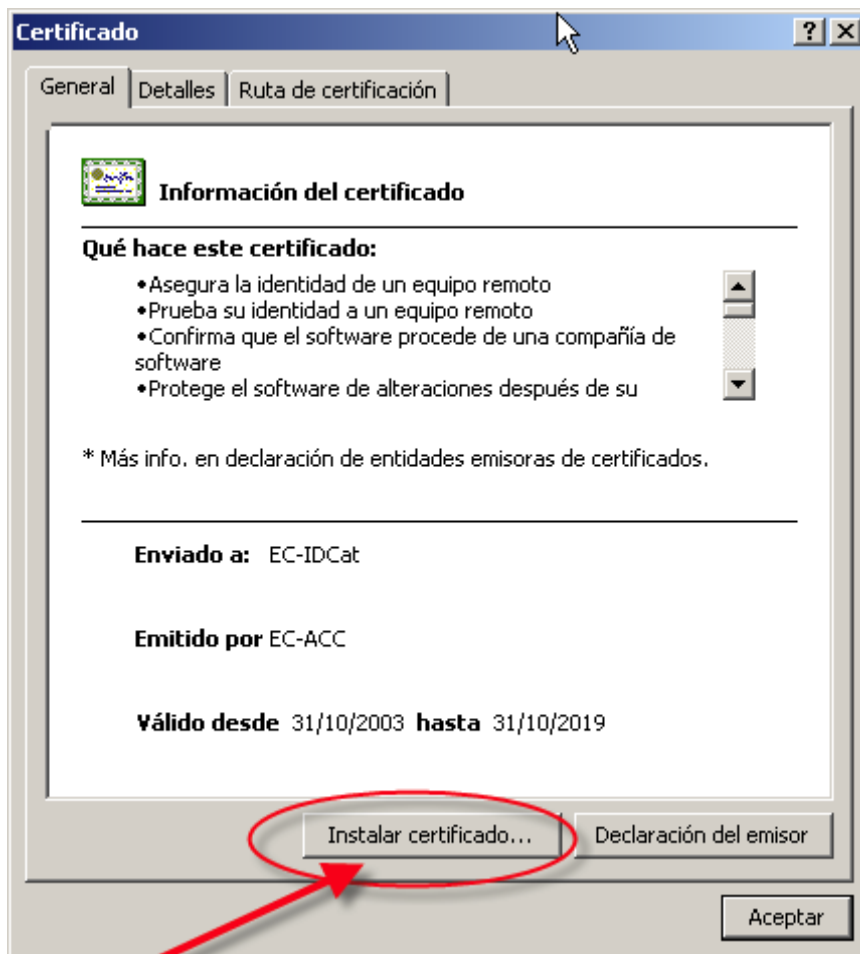 Certificado
General Detalles Ruta de certificación
Información del certificado
Qué hace este certificado:
•Asegura la identidad de un equipo remoto
•Prueba su identidad a un equipo remoto
•Confirma que el software procede de una compañía de
software
•Protege el software de alteraciones después de su
* Más info. en declaración de entidades emisoras de certificados.
Enviado a: EC-IDCat
Emitido por EC-ACC
Válido desde 31/10/2003 hasta 31/10/2019
Instalar certificado... Declaración del emisor
Aceptar